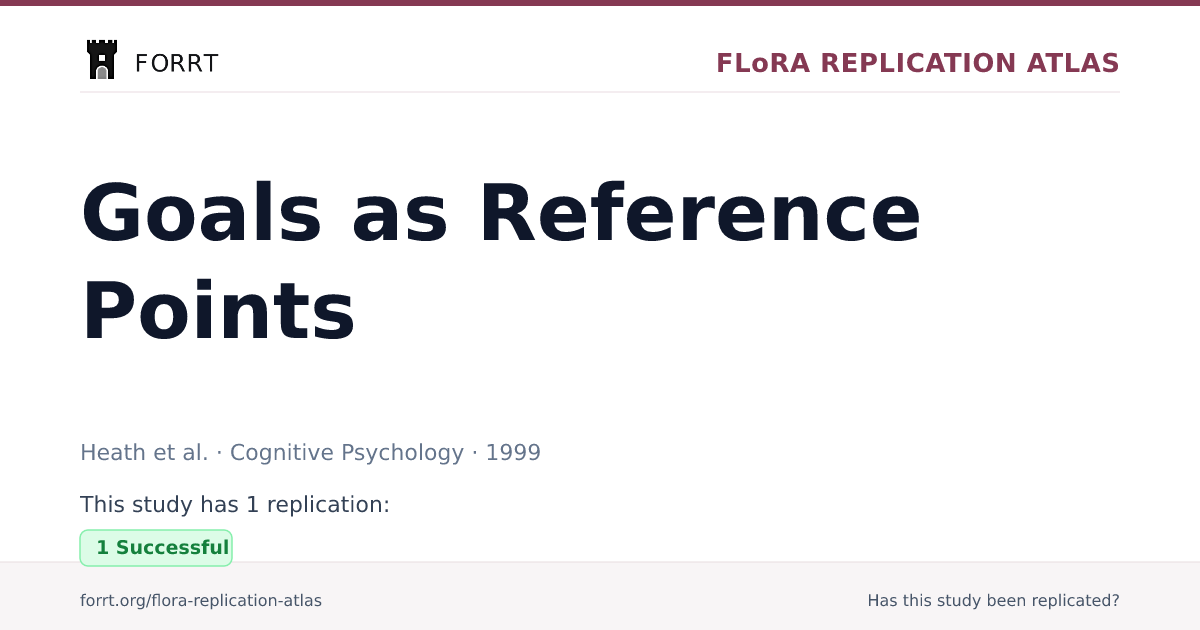 FORRT
FLoRA REPLICATION ATLAS
Goals as Reference
Points
Heath et al. · Cognitive Psychology · 1999
This study has 1 replication:
1 Successful
forrt.org/flora-replication-atlas
Has this study been replicated?